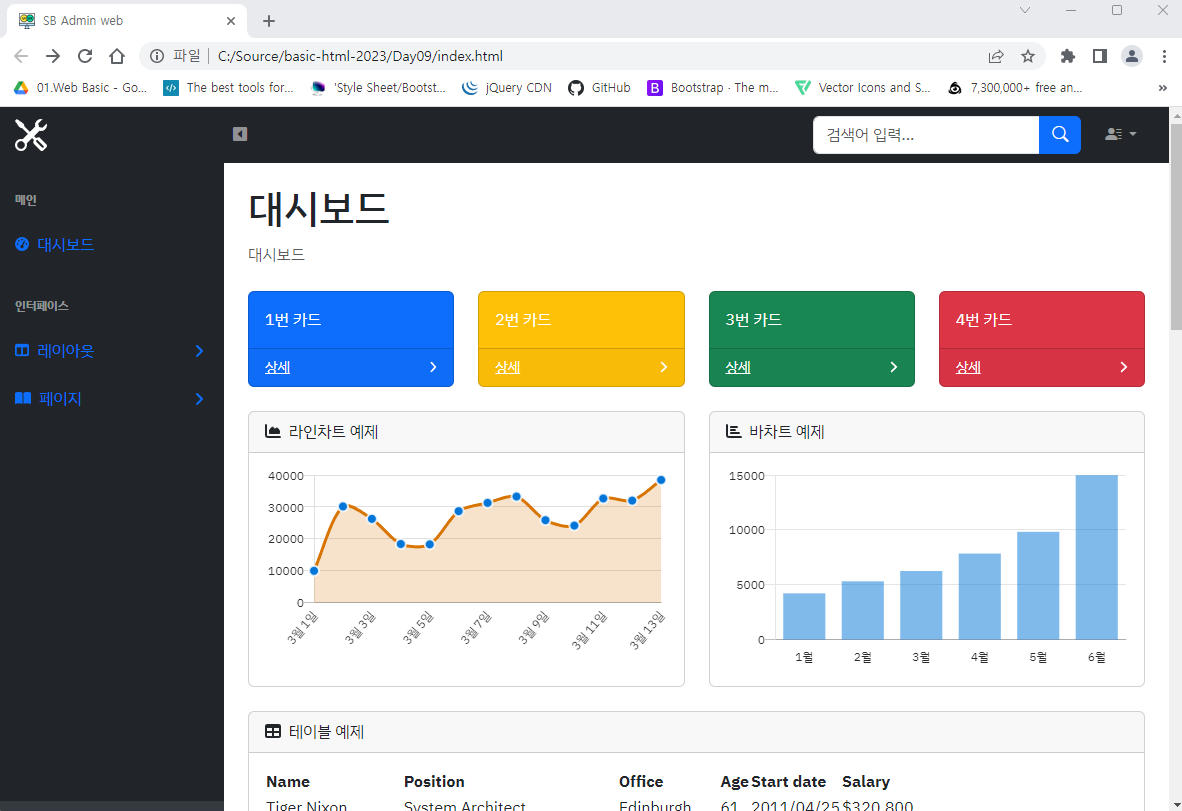 SB Admin web
파일 | C:/Source/basic-html-2023/Day09/index.html
01.Web Basic - Go... The best tools for... 'Style Sheet/Bootst... jQuery CDN GitHub Bootstrap · The m... Vector Icons and S... 7,300,000+ free an... »
검색어 입력...
메인
대시보드
인터페이스
레이아웃
페이지
대시보드
대시보드
1번 카드
상세
2번 카드
상세
3번 카드
상세
4번 카드
상세
라인차트 예제
40000
30000
20000
10000
0
3월 1일 3월 3일 3월 5일 3월 7일 3월 9일 3월 11일 3월 13일
바차트 예제
15000
10000
5000
0
1월 2월 3월 4월 5월 6월
테이블 예제
Name Position Office Age Start date Salary
Tiger Nixon System Architect Edinburgh 61 2011/04/25 $320,800